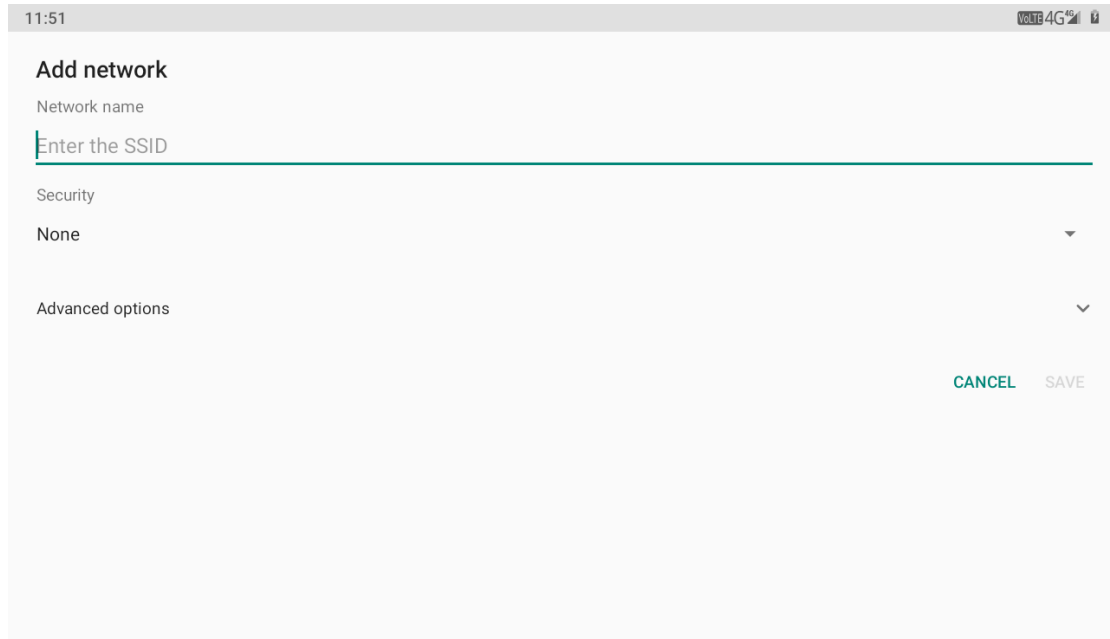 11:51 VoLTE 4G 4G
Add network
Network name
Enter the SSID
Security
None
Advanced options
CANCEL SAVE